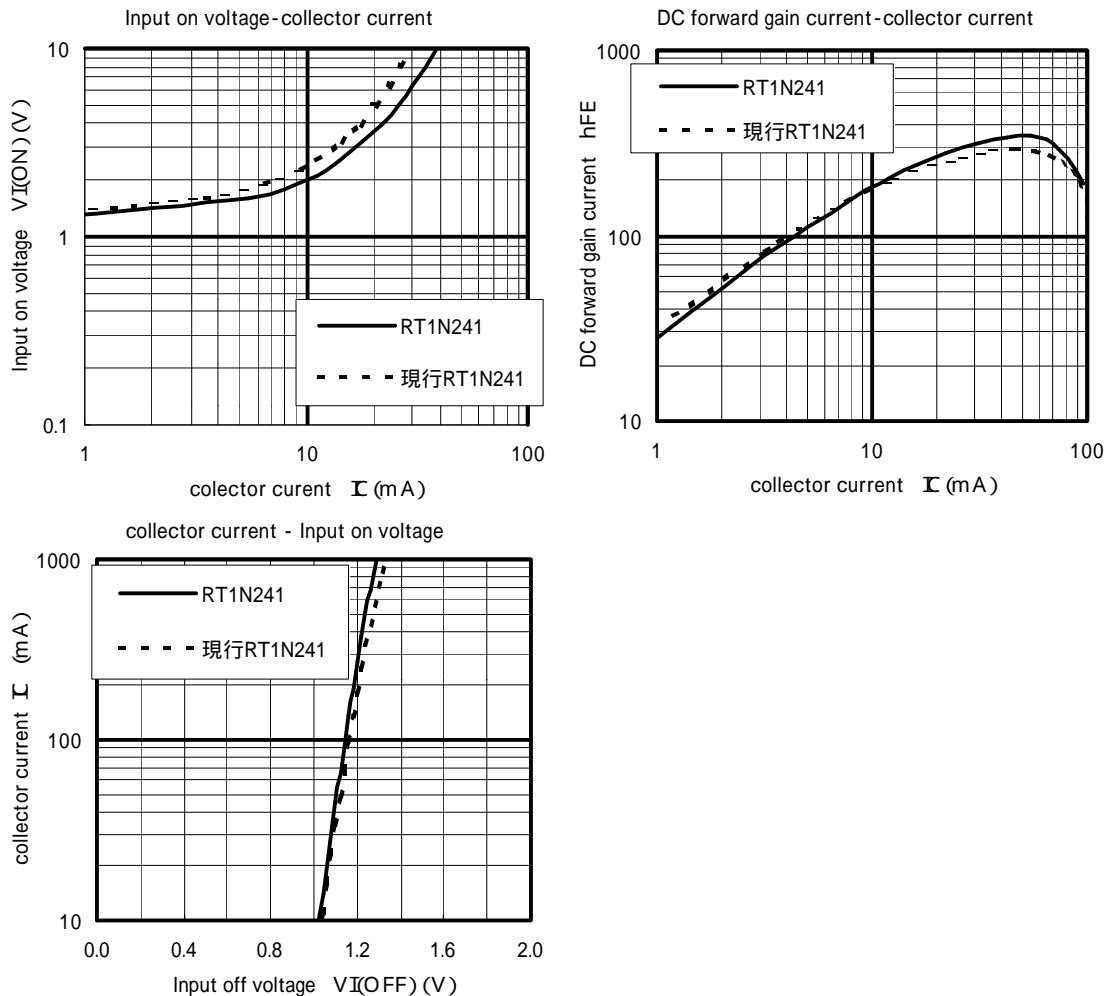 Input on voltage-collector current
Input on voltage VI(ON) (V)
10
1
0.1
RT1N241
現行RT1N241
1
10
100
colector curent IC (mA)
DC forward gain current-collector current
DC forward gain current hFE
1000
100
10
RT1N241
現行RT1N241
1
10
100
collector current IC (mA)
collector current - Input on voltage
collector current IC (mA)
1000
100
10
RT1N241
現行RT1N241
0.0
0.4
0.8
1.2
1.6
2.0
Input off voltage VI(OFF) (V)